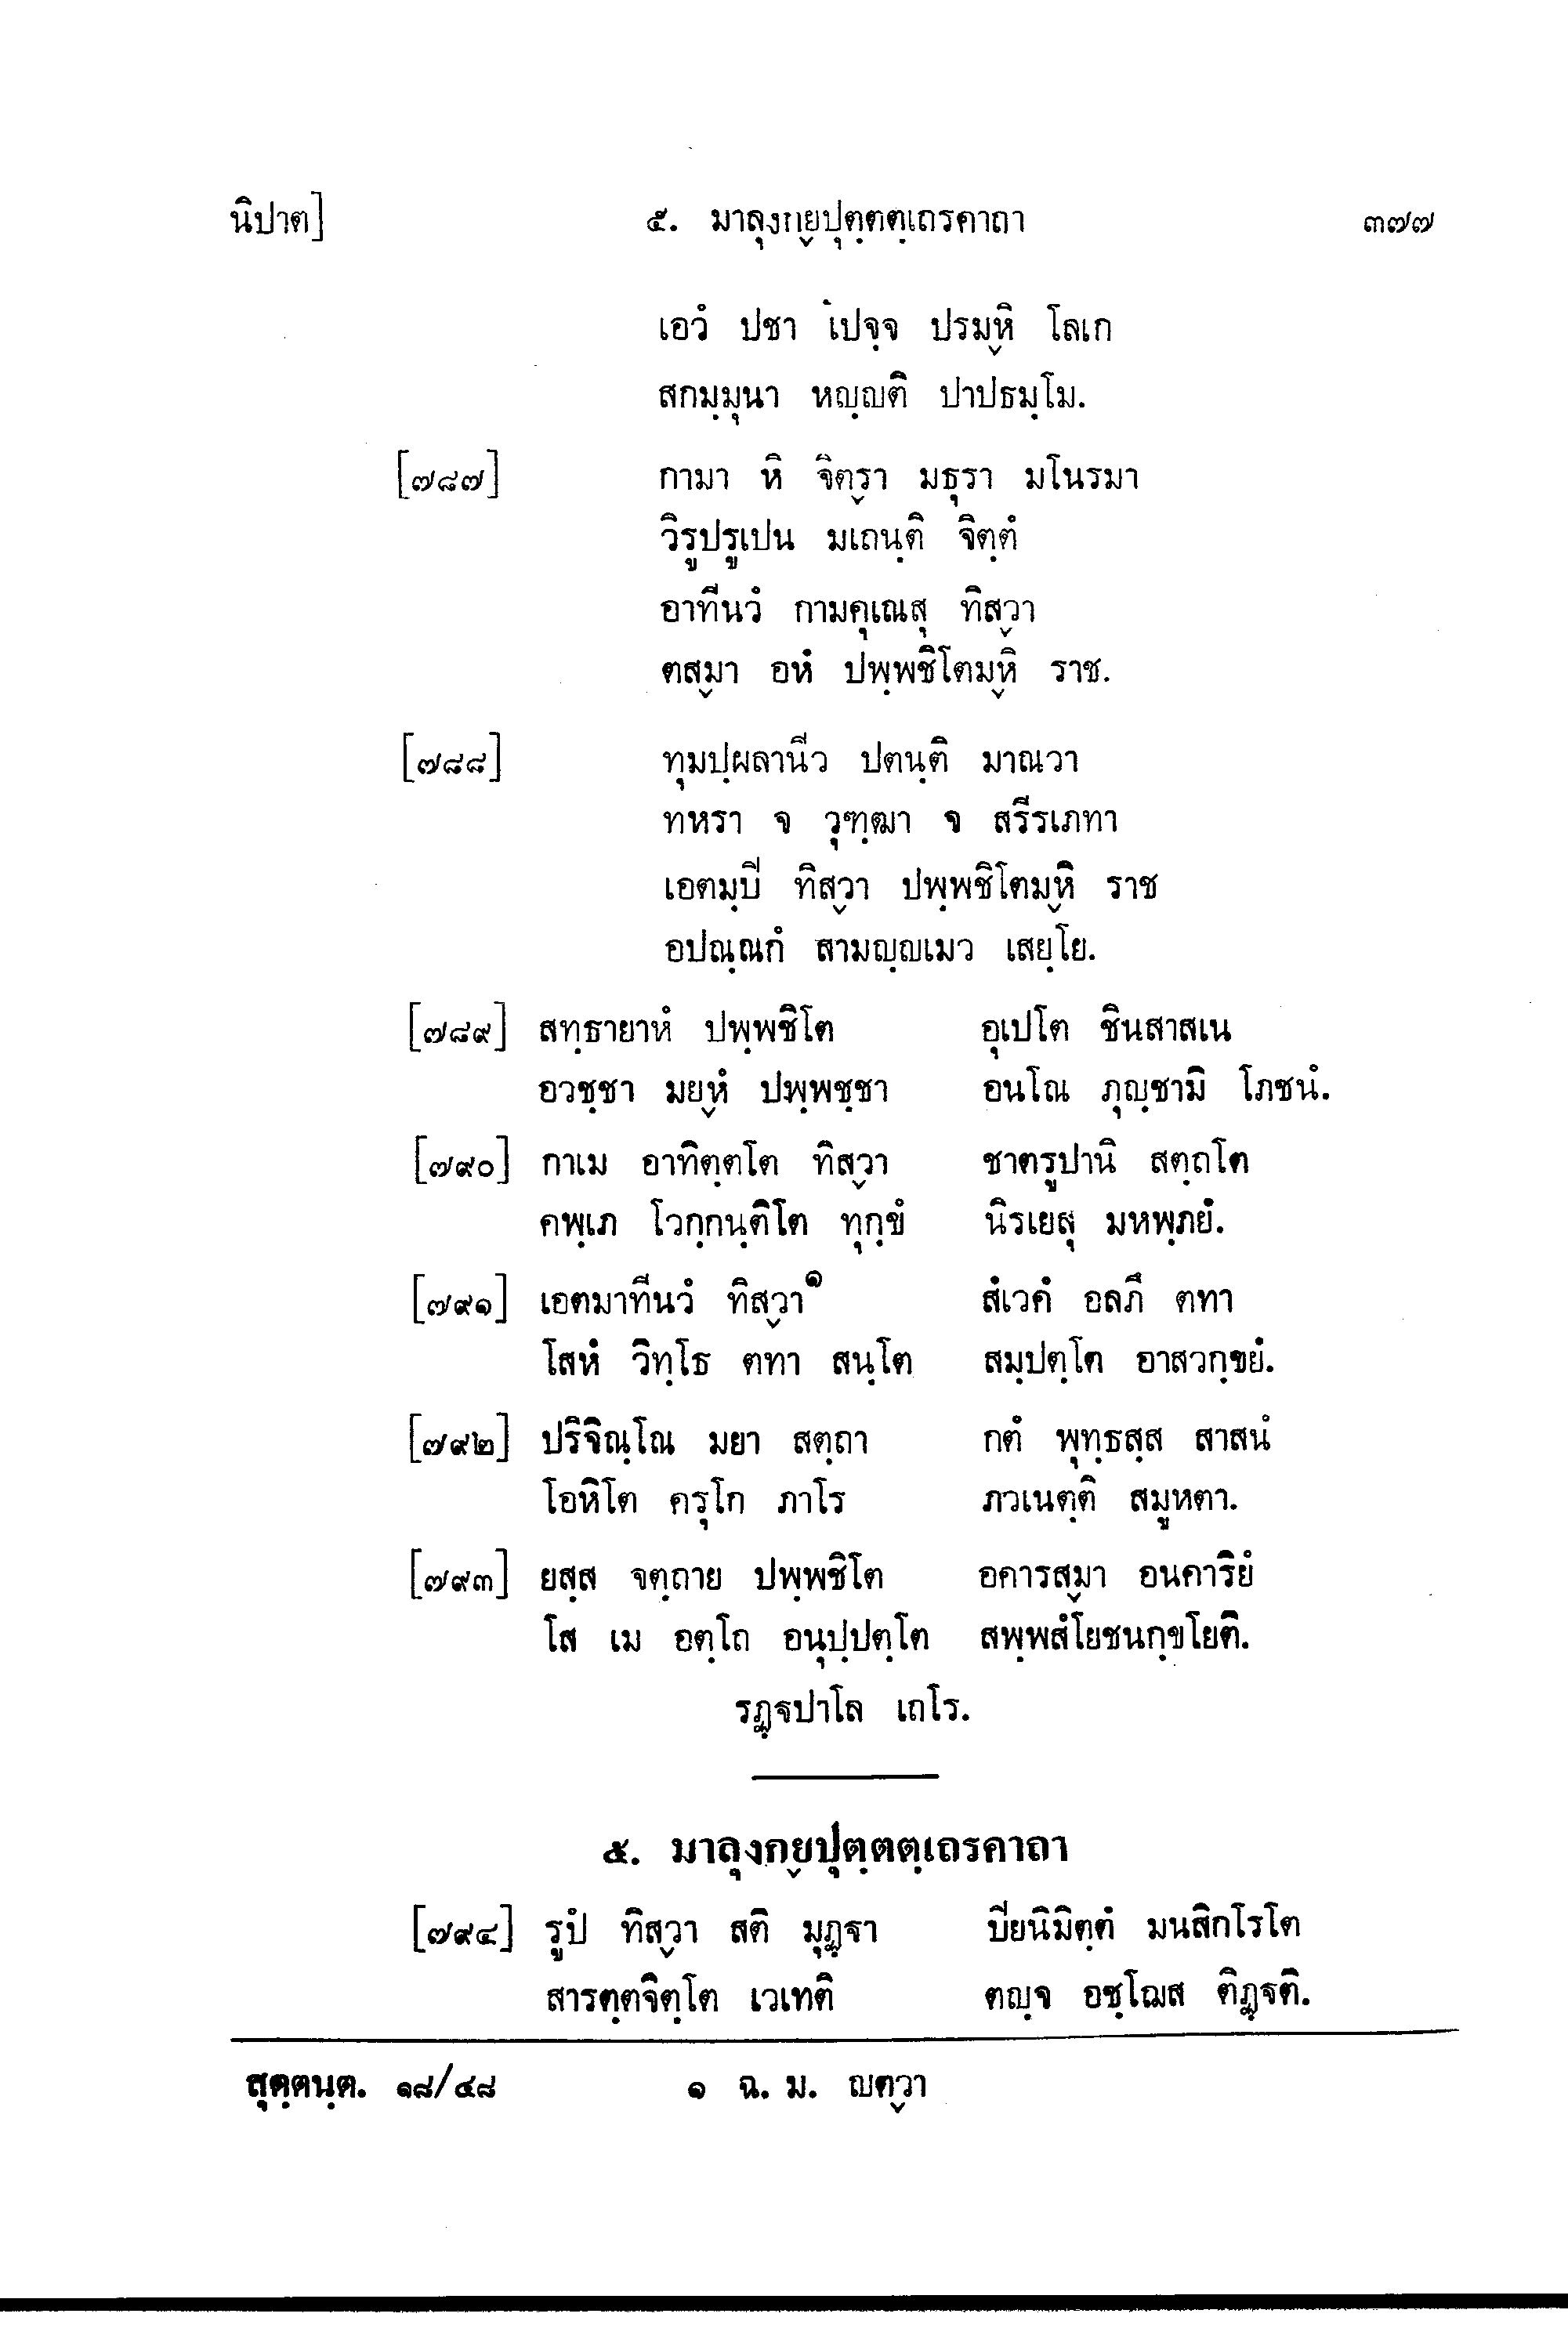 นิปาต] ๕. มาลุงฺกฺยปุตฺตตฺเถรคาถา ๓๗๗
เอวํ ปชา เปจฺจ ปรมฺหิ โลเก
สกมฺมุนา หญฺญติ ปาปธมฺโม.
[๗๘๗] กามา หิ จิตฺรา มธุรา มโนรมา
วิรูปรูเปน มเถนฺติ จิตฺตํ
อาทีนวํ กามคุเณสุ ทิสฺวา
ตสฺมา อหํ ปพฺพชิโตมฺหิ ราช.
[๗๘๘] ทุมปฺผลานีว ปตนฺติ มาณวา
ทหรา จ วุฑฺฒา จ สรีรเภทา
เอตมฺปิ ทิสฺวา ปพฺพชิโตมฺหิ ราช
อปณฺณกํ สามญฺญเมว เสยฺโย.
[๗๘๙] สทฺธายาหํ ปพฺพชิโต อุเปโต ชินสาสเน
อวชฺชา มยฺหํ ปพฺพชฺชา อนโณ ภุญฺชามิ โภชนํ.
[๗๙๐] กาเม อาทิตฺตโต ทิสฺวา ชาตรูปานิ สตฺถโต
คพฺเภ โวกฺกนฺติโต ทุกฺขํ นิรเยสุ มหพฺภยํ.
[๗๙๑] เอตมาทีนวํ ทิสฺวา๑ สํเวคํ อลภึ ตทา
โสหํ วิทฺโธ ตทา สนฺโต สมฺปตฺโต อาสวกฺขยํ.
[๗๙๒] ปริจิณฺโณ มยา สตฺถา กตํ พุทฺธสฺส สาสนํ
โอหิโต ครุโก ภาโร ภวเนตฺติ สมูหตา.
[๗๙๓] ยสฺส จตฺถาย ปพฺพชิโต อคารสฺมา อนคาริยํ
โส เม อตฺโถ อนุปฺปตฺโต สพฺพสํโยชนกฺขโยติ.
รฏฺฐปาโล เถโร.
๕. มาลุงฺกฺยปุตฺตตฺเถรคาถา
[๗๙๔] รูปํ ทิสฺวา สติ มุฏฺฐา ปิยนิมิตฺตํ มนสิกโรโต
สารตฺตจิตฺโต เวเทติ ตญฺจ อชฺโฌส ติฏฺฐติ.
สุตฺตนฺต. ๑๘/๔๘ ๑ ฉ. ม. ญตฺวา